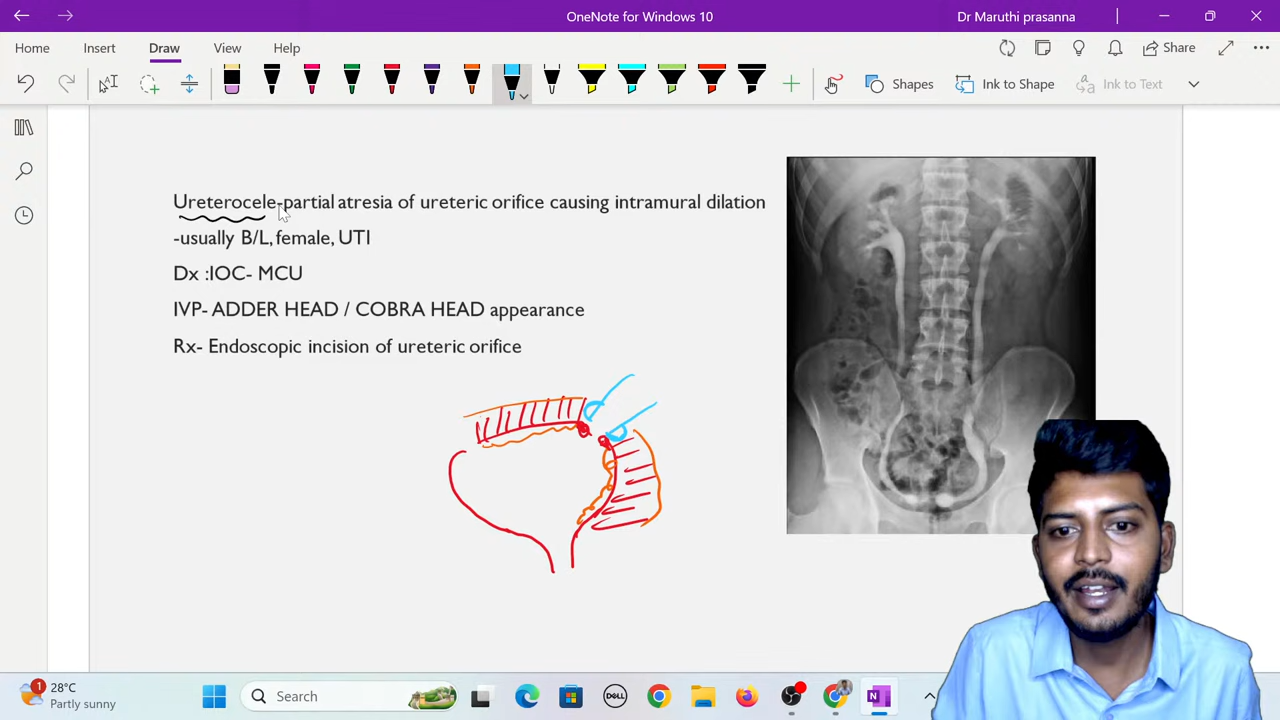 OneNote for Windows 10
Dr Maruthi prasanna
Home Insert Draw View Help
Share
Shapes
Ink to Shape
Ink to Text
Ureterocele-partial atresia of ureteric orifice causing intramural dilation
-usually B/L, female, UTI
Dx :IOC- MCU
IVP- ADDER HEAD / COBRA HEAD appearance
Rx- Endoscopic incision of ureteric orifice
1
28°C
Partly sunny
Search
DELL